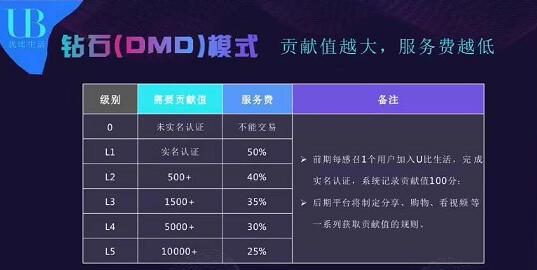 UB
优比生活
钻石(DMD)模式
贡献值越大，服务费越低
级别 需要贡献值 服务费 备注
0 未实名认证 不能交易
L1 实名认证 50%
L2 500+ 40%
L3 1500+ 35%
L4 5000+ 30%
L5 10000+ 25%
➢ 前期每感召1个用户加入U比生活，完成
实名认证，系统记录贡献值100分；
➢ 后期平台将制定分享、购物、看视频等
一系列获取贡献值的规则。